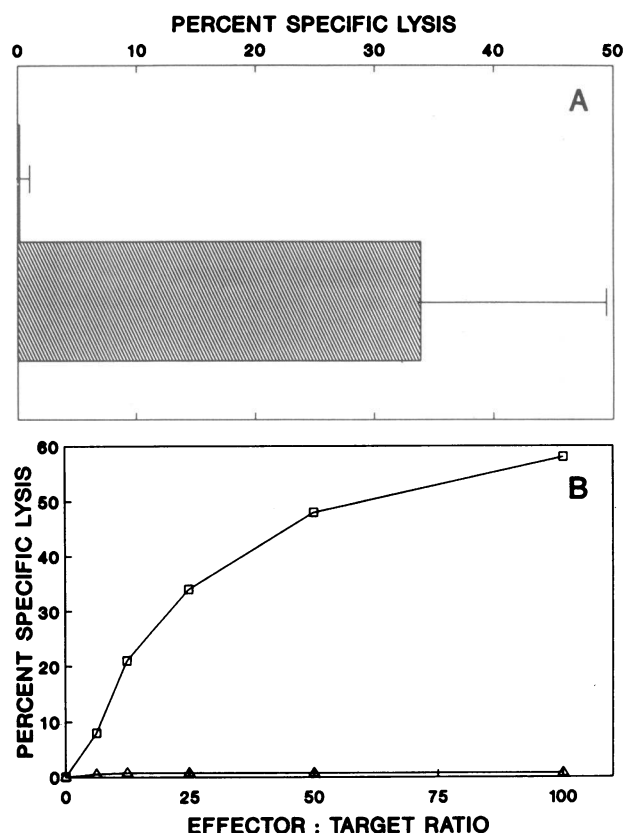 PERCENT SPECIFIC LYSIS
0 10 20 30 40 50
A
60
50
40
30
20
10
0
PERCENT SPECIFIC LYSIS
B
0 25 50 75 100
EFFECTOR : TARGET RATIO